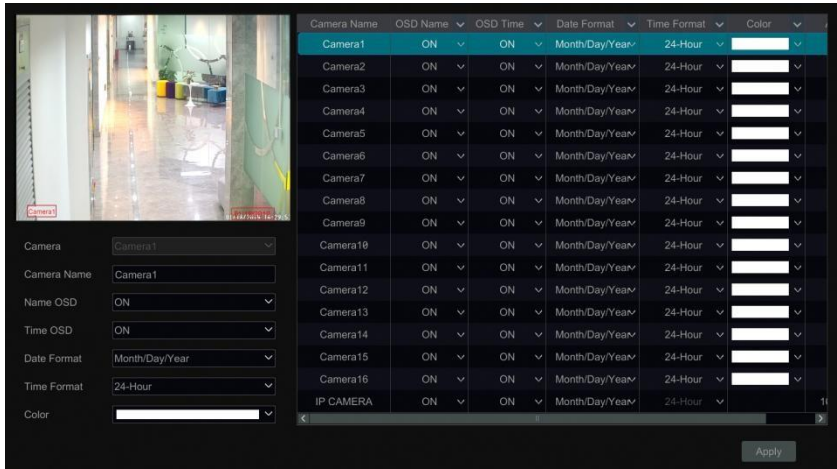 Camera1
Camera Camera1
Camera Name Camera1
Name OSD ON
Time OSD ON
Date Format Month/Day/Year
Time Format 24-Hour
Color
Camera Name OSD Name OSD Time Date Format Time Format Color
Camera1 ON ON Month/Day/Year 24-Hour
Camera2 ON ON Month/Day/Year 24-Hour
Camera3 ON ON Month/Day/Year 24-Hour
Camera4 ON ON Month/Day/Year 24-Hour
Camera5 ON ON Month/Day/Year 24-Hour
Camera6 ON ON Month/Day/Year 24-Hour
Camera7 ON ON Month/Day/Year 24-Hour
Camera8 ON ON Month/Day/Year 24-Hour
Camera9 ON ON Month/Day/Year 24-Hour
Camera10 ON ON Month/Day/Year 24-Hour
Camera11 ON ON Month/Day/Year 24-Hour
Camera12 ON ON Month/Day/Year 24-Hour
Camera13 ON ON Month/Day/Year 24-Hour
Camera14 ON ON Month/Day/Year 24-Hour
Camera15 ON ON Month/Day/Year 24-Hour
Camera16 ON ON Month/Day/Year 24-Hour
IP CAMERA ON ON Month/Day/Year 24-Hour
Apply